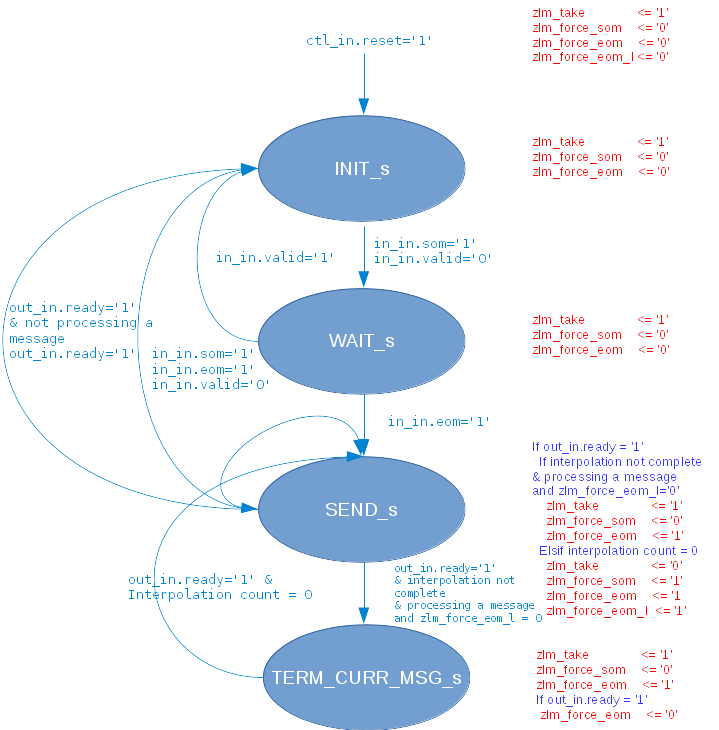 ctl_in.reset='1'
zlm_take <= '1'
zlm_force_som <= '0'
zlm_force_eom <= '0'
zlm_force_eom_l <= '0'
INIT_s
zlm_take <= '1'
zlm_force_som <= '0'
zlm_force_eom <= '0'
in_in.valid='1'
in_in.som='1'
in_in.valid='0'
WAIT_s
zlm_take <= '1'
zlm_force_som <= '0'
zlm_force_eom <= '0'
out_in.ready='1'
& not processing a
message
out_in.ready='1'
in_in.som='1'
in_in.eom='1'
in_in.valid='0'
in_in.eom='1'
SEND_s
If out_in.ready = '1'
If interpolation not complete
& processing a message
and zlm_force_eom_l='0'
zlm_take <= '1'
zlm_force_som <= '0'
zlm_force_eom <= '1'
Elsif interpolation count = 0
zlm_take <= '0'
zlm_force_som <= '1'
zlm_force_eom <= '1
zlm_force_eom_l <= '1'
out_in.ready='1' &
Interpolation count = 0
out_in.ready='1'
& interpolation not
complete
& processing a message
and zlm_force_eom_l = 0
TERM_CURR_MSG_s
zlm_take <= '1'
zlm_force_som <= '0'
zlm_force_eom <= '1'
If out_in.ready = '1'
zlm_force_eom <= '0'